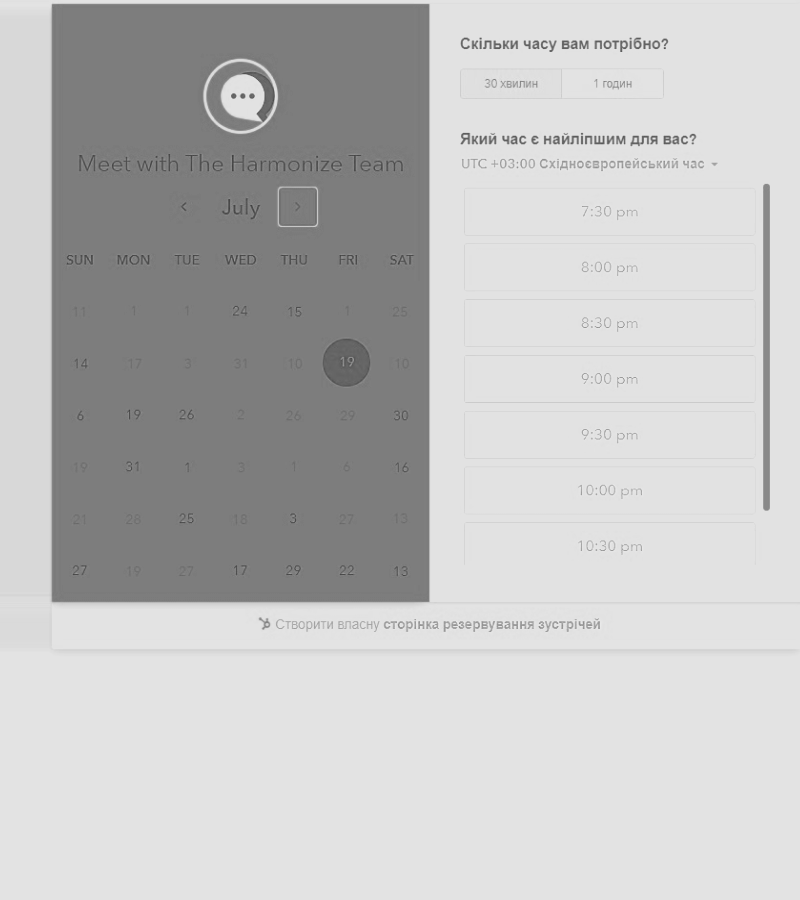 Meet with The Harmonize Team
July
SUN MON TUE WED THU FRI SAT
11 1 1 24 15 1 25
14 17 3 31 10 19 10
6 19 26 2 26 29 30
19 31 1 3 1 6 16
21 28 25 18 3 27 13
27 19 27 17 29 22 13
Скільки часу вам потрібно?
30 хвилин 1 годин
Який час є найліпшим для вас?
UTC +03:00 Східноєвропейський час
7:30 pm
8:00 pm
8:30 pm
9:00 pm
9:30 pm
10:00 pm
10:30 pm
Створити власну сторінка резервування зустрічей